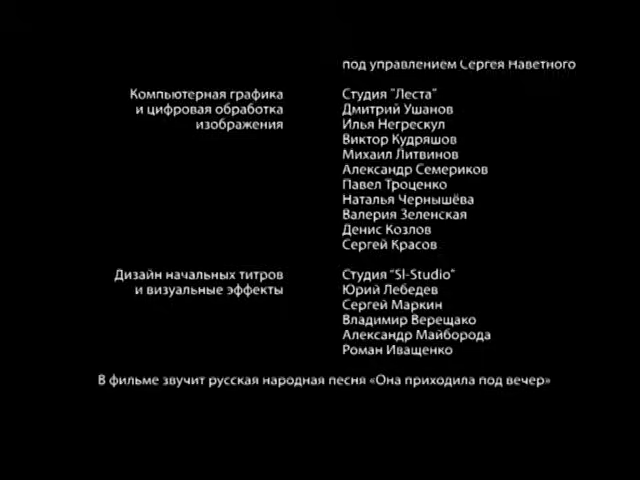 под управлением Сергея Наветного
Компьютерная графика
и цифровая обработка
изображения
Студия "Леста"
Дмитрий Ушанов
Илья Негрескул
Виктор Кудряшов
Михаил Литвинов
Александр Семериков
Павел Троценко
Наталья Чернышёва
Валерия Зеленская
Денис Козлов
Сергей Красов
Дизайн начальных титров
и визуальные эффекты
Студия "Sl-Studio"
Юрий Лебедев
Сергей Маркин
Владимир Верещако
Александр Майборода
Роман Иващенко
В фильме звучит русская народная песня «Она приходила под вечер»